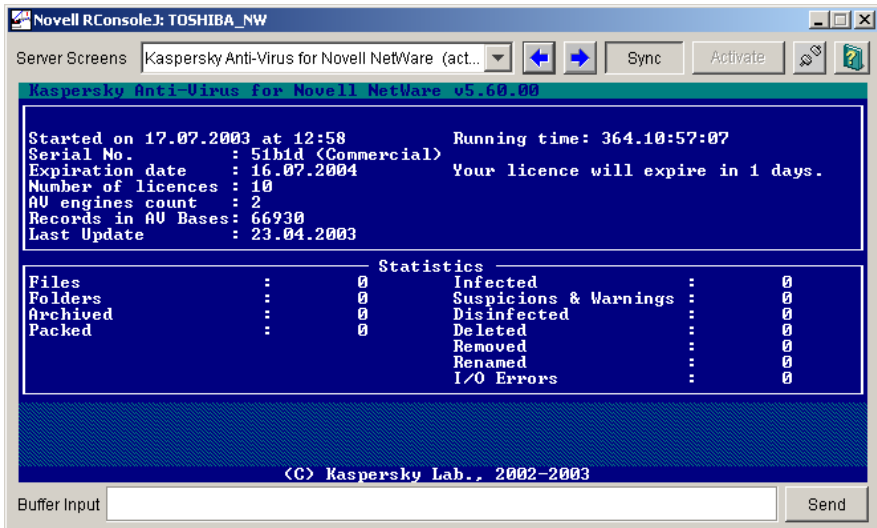 Novell RConsoleJ: TOSHIBA_NW
Server Screens Kaspersky Anti-Virus for Novell NetWare (act... Sync Activate
Kaspersky Anti-Virus for Novell NetWare v5.60.00
Started on 17.07.2003 at 12:58 Running time: 364.10:57:07
Serial No. : 51b1d (Commercial)
Expiration date : 16.07.2004 Your licence will expire in 1 days.
Number of licences : 10
AV engines count : 2
Records in AV Bases: 66930
Last Update : 23.04.2003
Statistics
Files : 0 Infected : 0
Folders : 0 Suspicions & Warnings : 0
Archived : 0 Disinfected : 0
Packed : 0 Deleted : 0
Removed : 0
Renamed : 0
I/O Errors : 0
(C) Kaspersky Lab., 2002-2003
Buffer Input Send